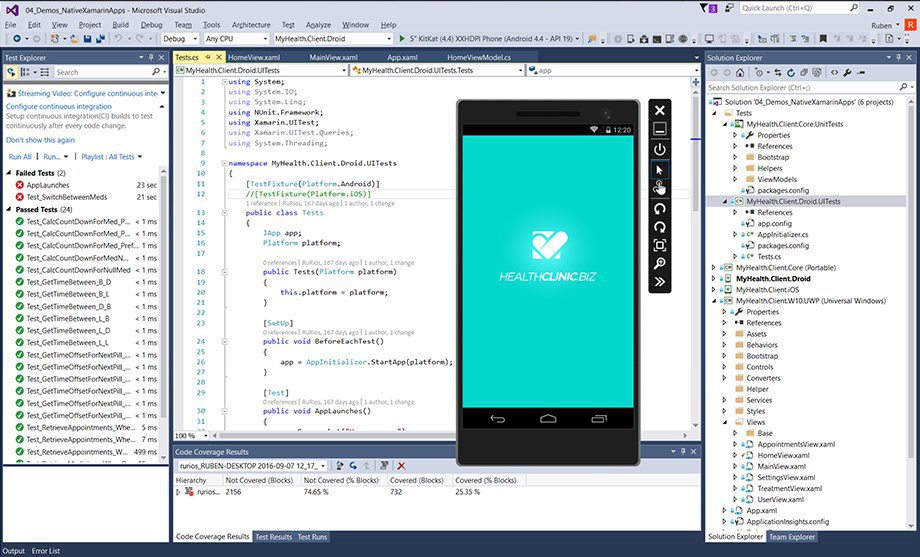 04_Demos_NativeXamarinApps - Microsoft Visual Studio
3
Quick Launch (Ctrl+Q)
File Edit View Project Build Debug Team Tools Architecture Test Analyze Window Help
Ruben
Debug Any CPU MyHealth.Client.Droid 5" KitKat (4.4) XXHDPI Phone (Android 4.4 - API 19)
Test Explorer
Search
Streaming Video: Configure continuous inte
Configure continuous integration
Setup continuous integration(CI) builds to test
continuously after every code change.
Don't show this again
Run All | Run... | Playlist : All Tests
Failed Tests (2)
AppLaunches 23 sec
Test_SwitchBetweenMeds 21 sec
Passed Tests (24)
Test_CalcCountDownForMed_P... < 1 ms
Test_CalcCountDownForMed_P... < 1 ms
Test_CalcCountDownForMed_Pref... < 1 ms
Test_CalcCountDownForMedN... < 1 ms
Test_CalcCountDownForNullMed < 1 ms
Test_GetTimeBetween_B_D < 1 ms
Test_GetTimeBetween_B_L < 1 ms
Test_GetTimeBetween_D_B < 1 ms
Test_GetTimeBetween_L_B < 1 ms
Test_GetTimeBetween_L_D < 1 ms
Test_GetTimeBetween_L_L < 1 ms
Test_GetTimeOffsetForNextPill_... < 1 ms
Test_GetTimeOffsetForNextPill_... < 1 ms
Test_GetTimeOffsetForNextPill_... < 1 ms
Test_GetTimeOffsetForNextPill_... < 1 ms
Test_RetrieveAppointments_Whe... < 1 ms
Test_RetrieveAppointments_Whe... 7 ms
Test_RetrieveAppointments_W... 499 ms
Tests.cs HomeView.xaml MainView.xaml App.xaml HomeViewModel.cs
MyHealth.Client.Droid.UITests MyHealth.Client.Droid.UITests.Tests app
1 using System;
2 using System.IO;
3 using System.Linq;
4 using NUnit.Framework;
5 using Xamarin.UITest;
6 using Xamarin.UITest.Queries;
7 using System.Threading;
8
9 namespace MyHealth.Client.Droid.UITests
10 {
11 [TestFixture(Platform.Android)]
12 //[TestFixture(Platform.iOS)]
1 reference | RuRios, 167 days ago | 1 author, 1 change
13 public class Tests
14 {
15 IApp app;
16 Platform platform;
17
0 references | RuRios, 167 days ago | 1 author, 1 change
18 public Tests(Platform platform)
19 {
20 this.platform = platform;
21 }
22
23 [SetUp]
0 references | RuRios, 167 days ago | 1 author, 1 change
24 public void BeforeEachTest()
25 {
26 app = AppInitializer.StartApp(platform);
27 }
28
29 [Test]
0 references | RuRios, 167 days ago | 1 author, 1 change
30 public void AppLaunches()
31 {
100 %
12:20
HEALTHCLINIC.BIZ
Code Coverage Results
rurios_RUBEN-DESKTOP 2016-09-07 12_17_
Hierarchy Not Covered (Blocks) Not Covered (% Blocks) Covered (Blocks) Covered (% Blocks)
rurios... 2156 74.65 % 732 25.35 %
Code Coverage Results Test Results Test Runs
Output Error List
Solution Explorer
Search Solution Explorer (Ctrl+;)
Solution '04_Demos_NativeXamarinApps' (6 projects)
Tests
MyHealth.Client.Core.UnitTests
Properties
References
Bootstrap
Helpers
ViewModels
packages.config
MyHealth.Client.Droid.UITests
References
app.config
AppInitializer.cs
packages.config
Tests.cs
MyHealth.Client.Core (Portable)
MyHealth.Client.Droid
MyHealth.Client.iOS
MyHealth.Client.W10.UWP (Universal Windows)
Properties
References
Assets
Behaviors
Bootstrap
Controls
Converters
Helper
Services
Styles
Views
Base
AppointmentsView.xaml
HomeView.xaml
MainView.xaml
SettingsView.xaml
TreatmentView.xaml
UserView.xaml
App.xaml
ApplicationInsights.config
Solution Explorer Team Explorer